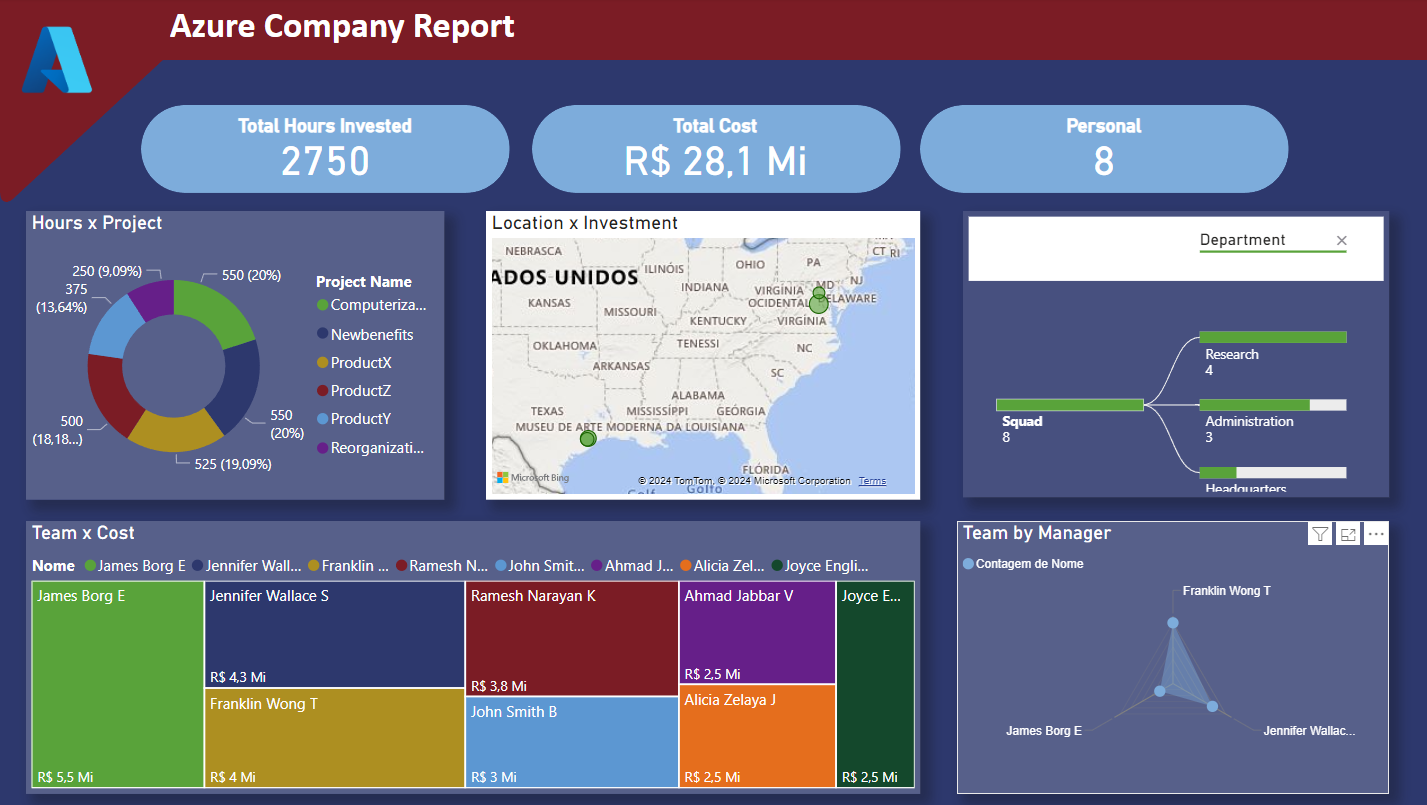 Azure Company Report
Total Hours Invested
2750
Total Cost
R$ 28,1 Mi
Personal
8
Hours x Project
250 (9,09%)
550 (20%)
375
(13,64%)
500
(18,18...)
550
(20%)
525 (19,09%)
Project Name
Computeriza...
Newbenefits
ProductX
ProductZ
ProductY
Reorganizati...
Location x Investment
NEBRASCA
ADOS UNIDOS
ILINÓIS
OHIO
PA
CT
RI
NJ
INDIANA
MD
DELAWARE
VIRGÍNIA
OCIDENTAL
KANSAS
MISSOURI
KENTUCKY
VIRGÍNIA
OKLAHOMA
TENESSI
NC
ARKANSAS
SC
ALABAMA
TEXAS
MISSISSÍPPI
GEÓRGIA
MUSEU DE ARTE MODERNA DA LOUISIANA
FLÓRIDA
Golfo
Microsoft Bing
© 2024 TomTom, © 2024 Microsoft Corporation
Terms
Department
Squad
8
Research
4
Administration
3
Headquarters
Team x Cost
Nome James Borg E Jennifer Wall... Franklin ... Ramesh N... John Smit... Ahmad J... Alicia Zel... Joyce Engli...
James Borg E
R$ 5,5 Mi
Jennifer Wallace S
R$ 4,3 Mi
Franklin Wong T
R$ 4 Mi
Ramesh Narayan K
R$ 3,8 Mi
John Smith B
R$ 3 Mi
Ahmad Jabbar V
R$ 2,5 Mi
Alicia Zelaya J
R$ 2,5 Mi
Joyce E...
R$ 2,5 Mi
Team by Manager
Contagem de Nome
Franklin Wong T
James Borg E
Jennifer Wallac...